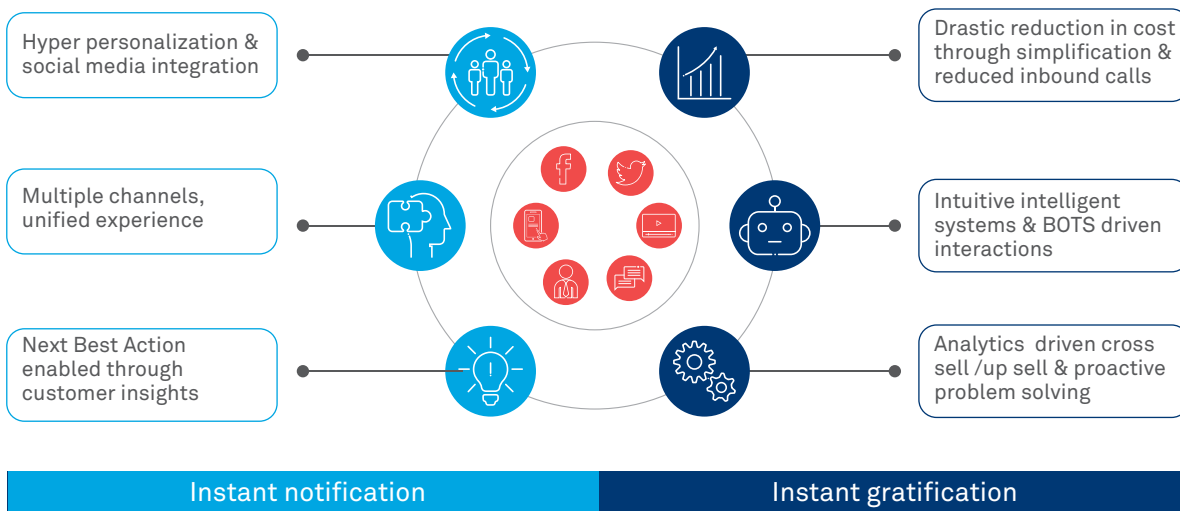 Hyper personalization &
social media integration
Drastic reduction in cost
through simplification &
reduced inbound calls
Multiple channels,
unified experience
Intuitive intelligent
systems & BOTS driven
interactions
Next Best Action
enabled through
customer insights
Analytics driven cross
sell /up sell & proactive
problem solving
Instant notification
Instant gratification